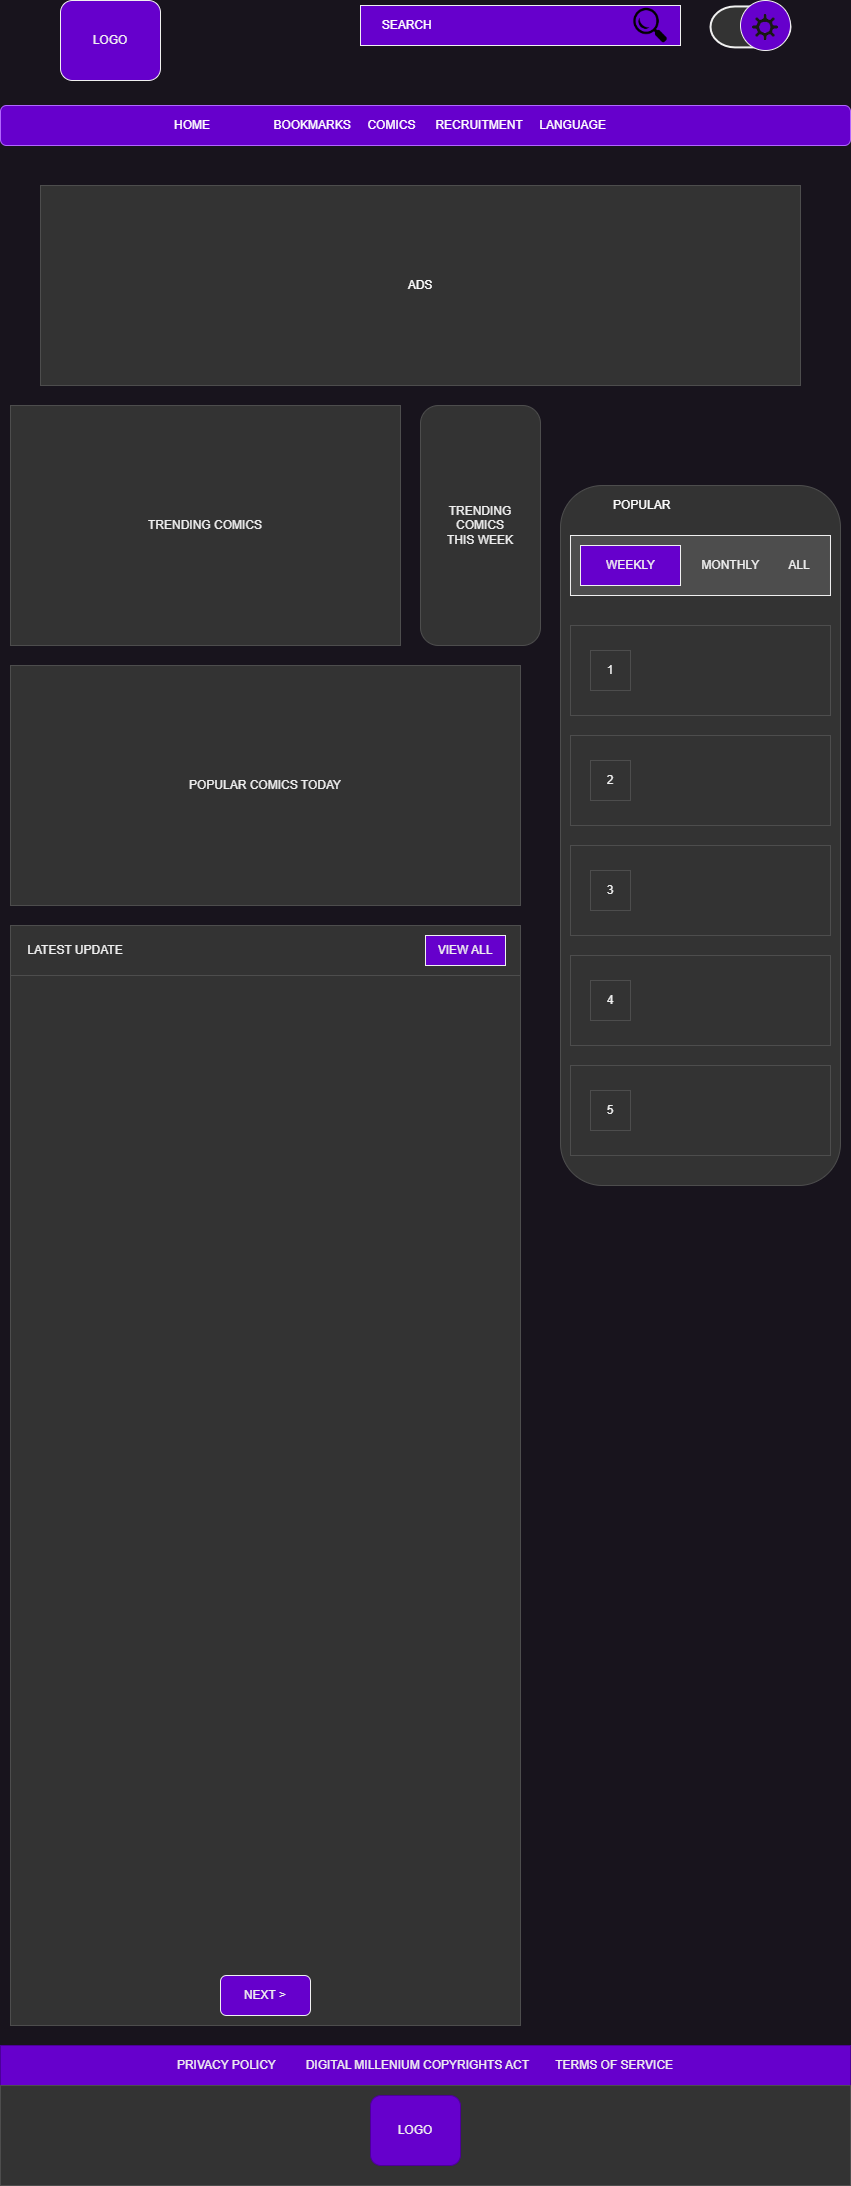 LOGO
SEARCH
HOME
BOOKMARKS
COMICS
RECRUITMENT
LANGUAGE
ADS
TRENDING COMICS
TRENDING
COMICS
THIS WEEK
POPULAR
WEEKLY
MONTHLY
ALL
1
2
3
4
5
POPULAR COMICS TODAY
LATEST UPDATE
VIEW ALL
NEXT >
PRIVACY POLICY
DIGITAL MILLENIUM COPYRIGHTS ACT
TERMS OF SERVICE
LOGO